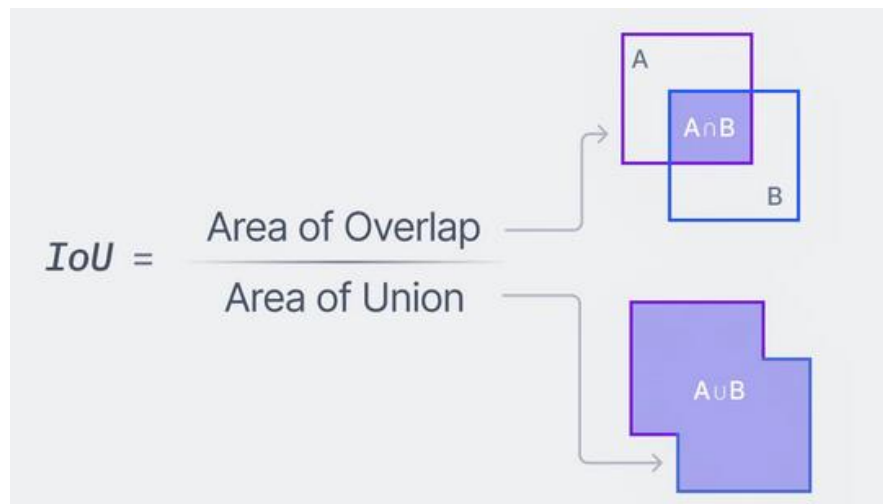 IoU =
Area of Overlap
Area of Union
A
A∩B
B
A∪B